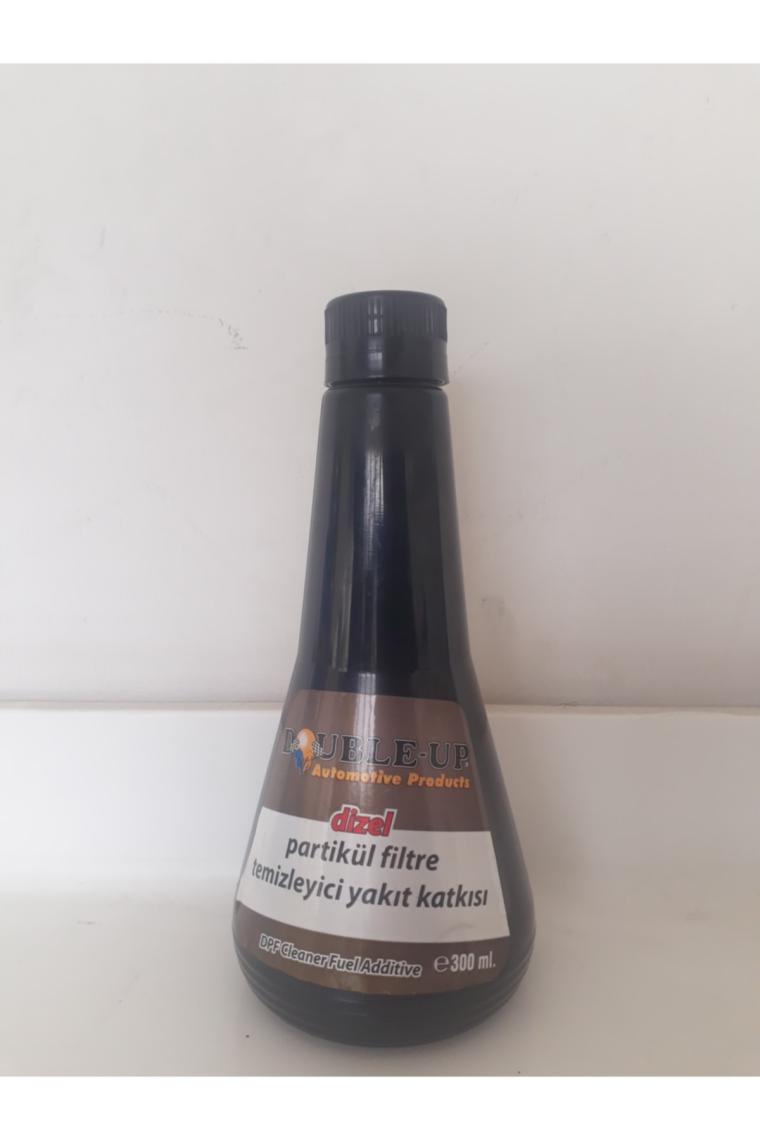 DOUBLE-UP
Automotive Products
dizel
partikül filtre
temizleyici yakıt katkısı
DPF Cleaner Fuel Additive ℮300 ml.